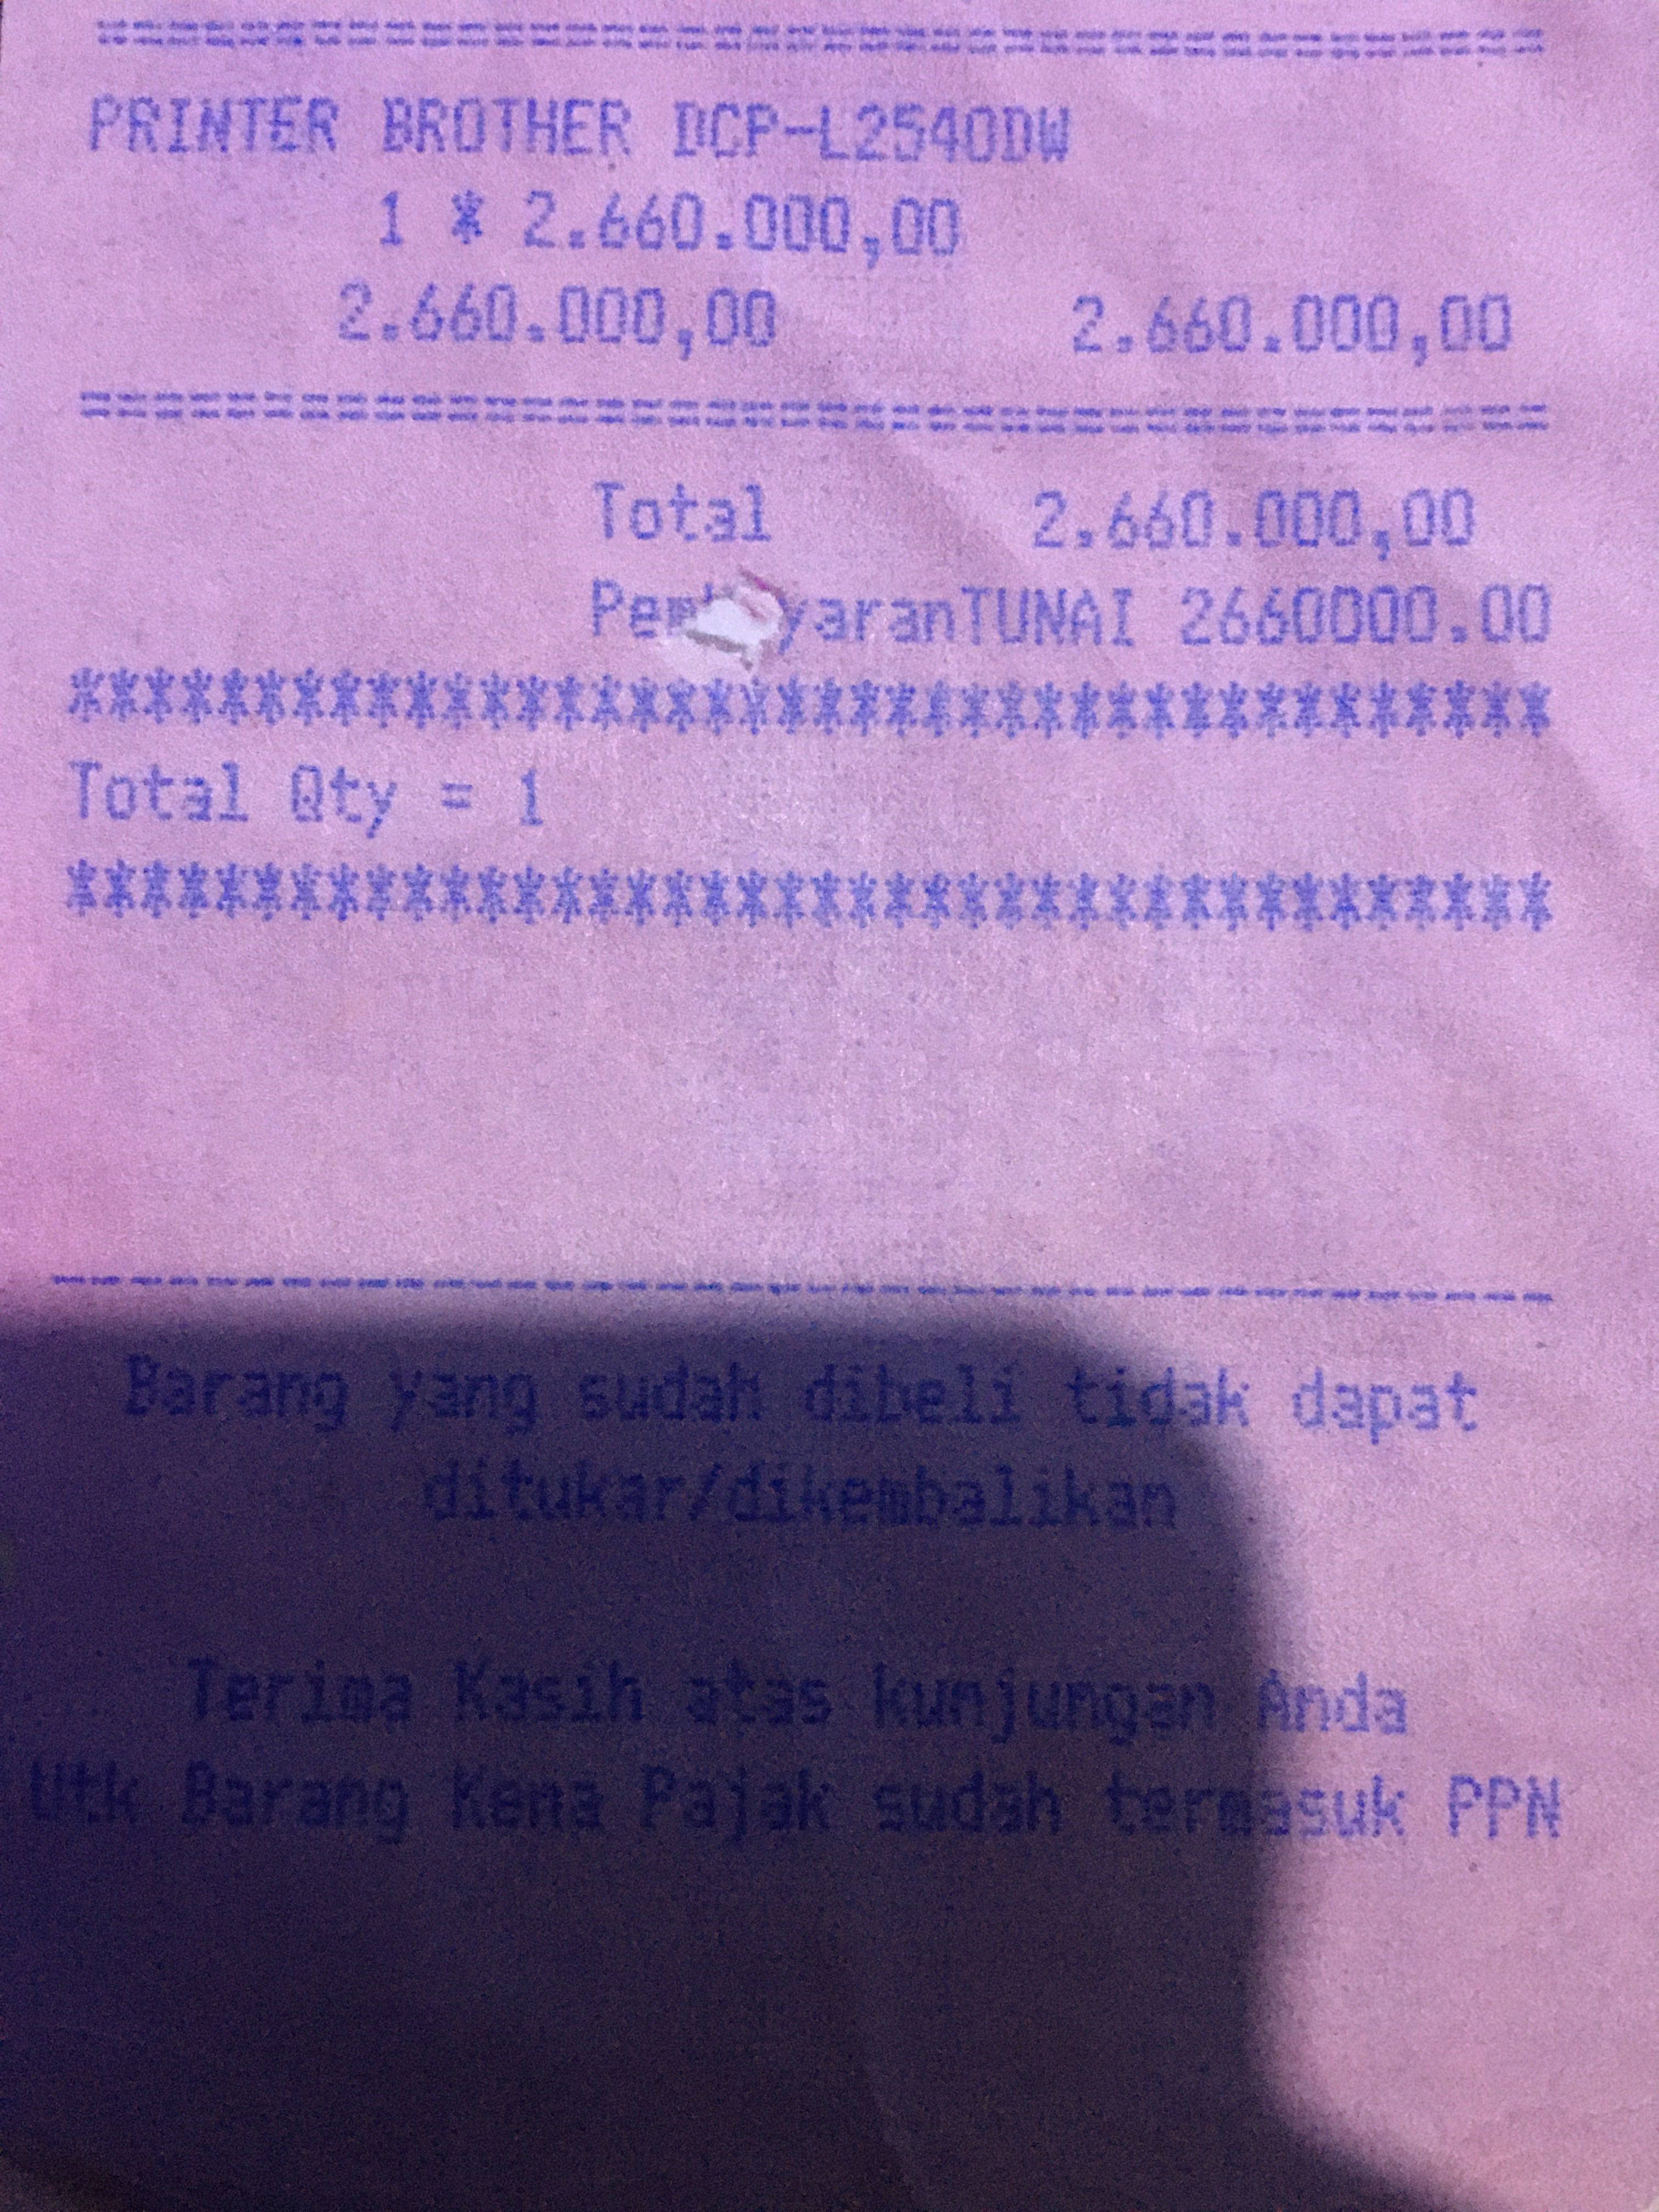 ========================================
PRINTER BROTHER DCP-L2540DW
1 * 2.660.000,00
2.660.000,00 2.660.000,00
========================================
Total 2.660.000,00
TUNAI 2660000.00
****************************************
Total Qty = 1
****************************************
----------------------------------------
Barang yang sudah dibeli tidak dapat
ditukar/dikembalikan
Terima Kasih atas kunjungan Anda
Utk Barang Kena Pajak sudah termasuk PPN